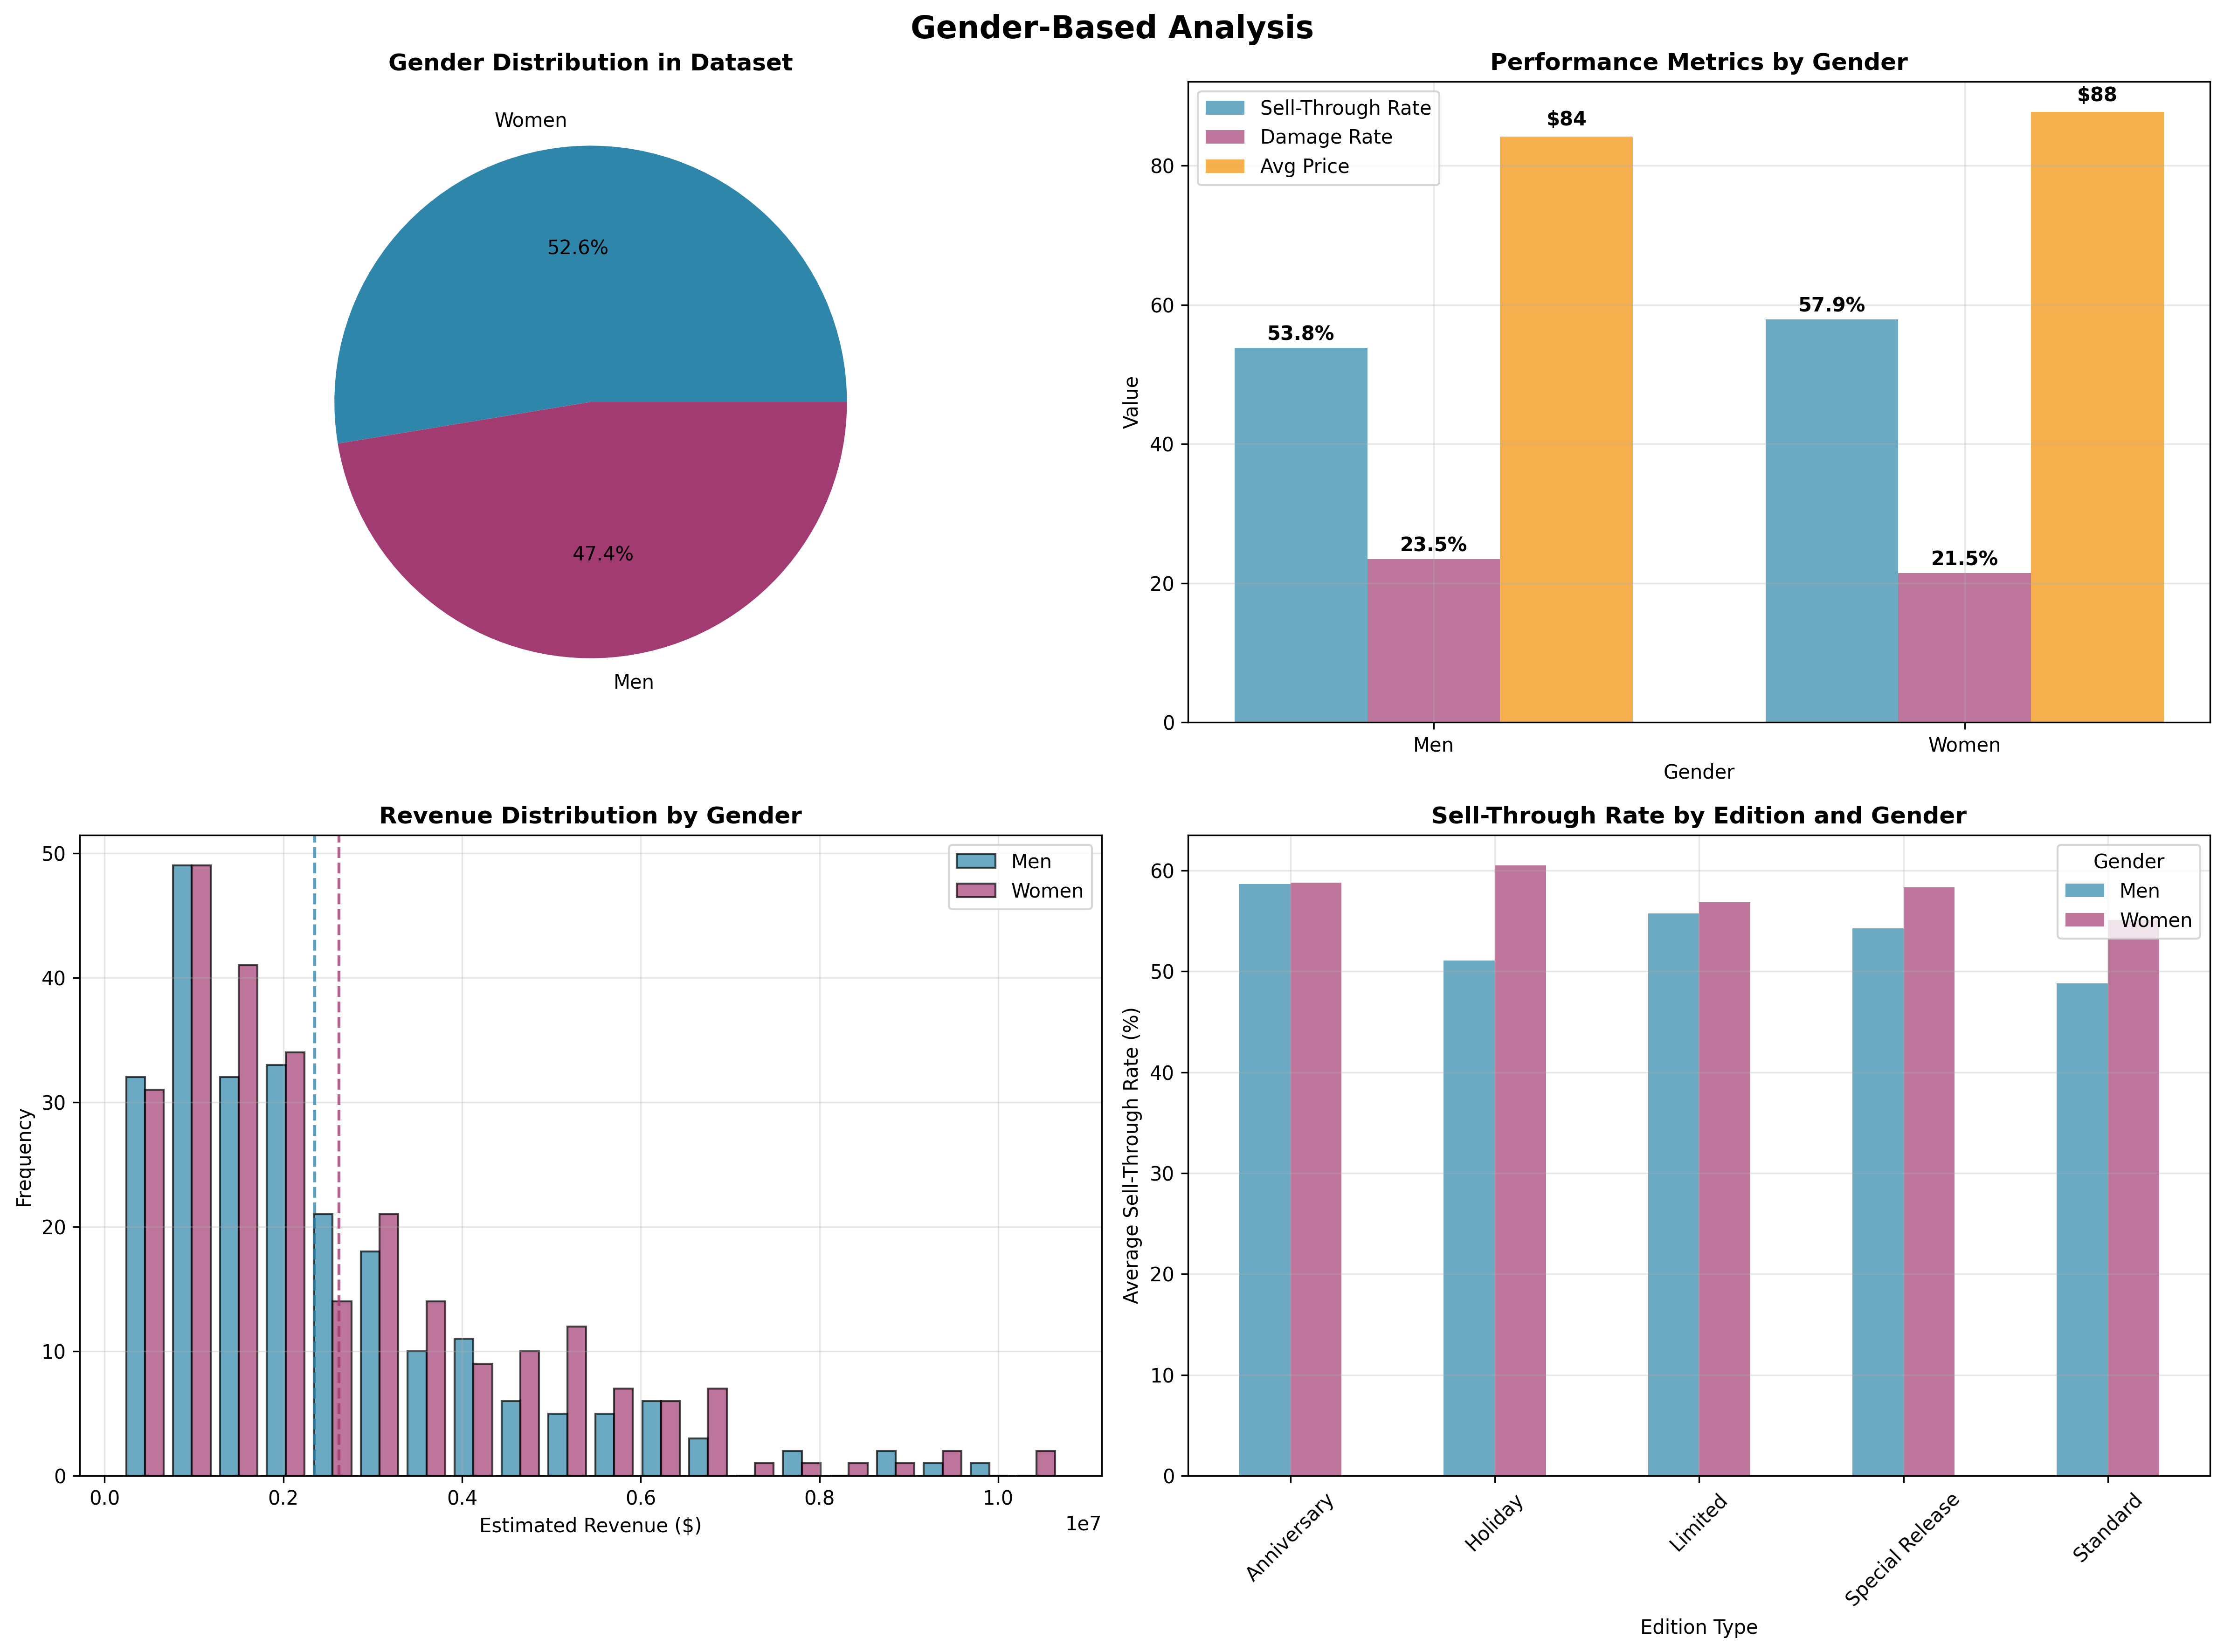 Gender-Based Analysis
Gender Distribution in Dataset
Women
52.6%
47.4%
Men
Performance Metrics by Gender
Sell-Through Rate
Damage Rate
Avg Price
$84
$88
53.8%
57.9%
23.5%
21.5%
Value
80
60
40
20
0
Men
Women
Gender
Revenue Distribution by Gender
Men
Women
Frequency
50
40
30
20
10
0
0.0
0.2
0.4
0.6
0.8
1.0
1e7
Estimated Revenue ($)
Sell-Through Rate by Edition and Gender
Gender
Men
Women
Average Sell-Through Rate (%)
60
50
40
30
20
10
0
Anniversary
Holiday
Limited
Special Release
Standard
Edition Type